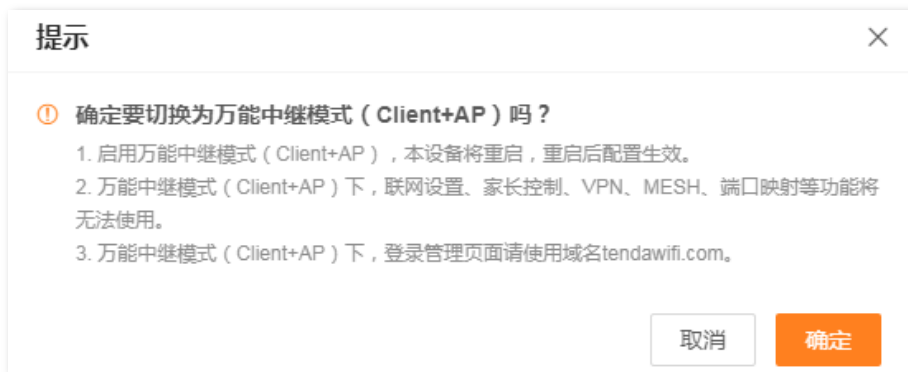 提示
确定要切换为万能中继模式（Client+AP）吗？
1. 启用万能中继模式（Client+AP），本设备将重启，重启后配置生效。
2. 万能中继模式（Client+AP）下，联网设置、家长控制、VPN、MESH、端口映射等功能将
无法使用。
3. 万能中继模式（Client+AP）下，登录管理页面请使用域名tendawifi.com。
取消
确定